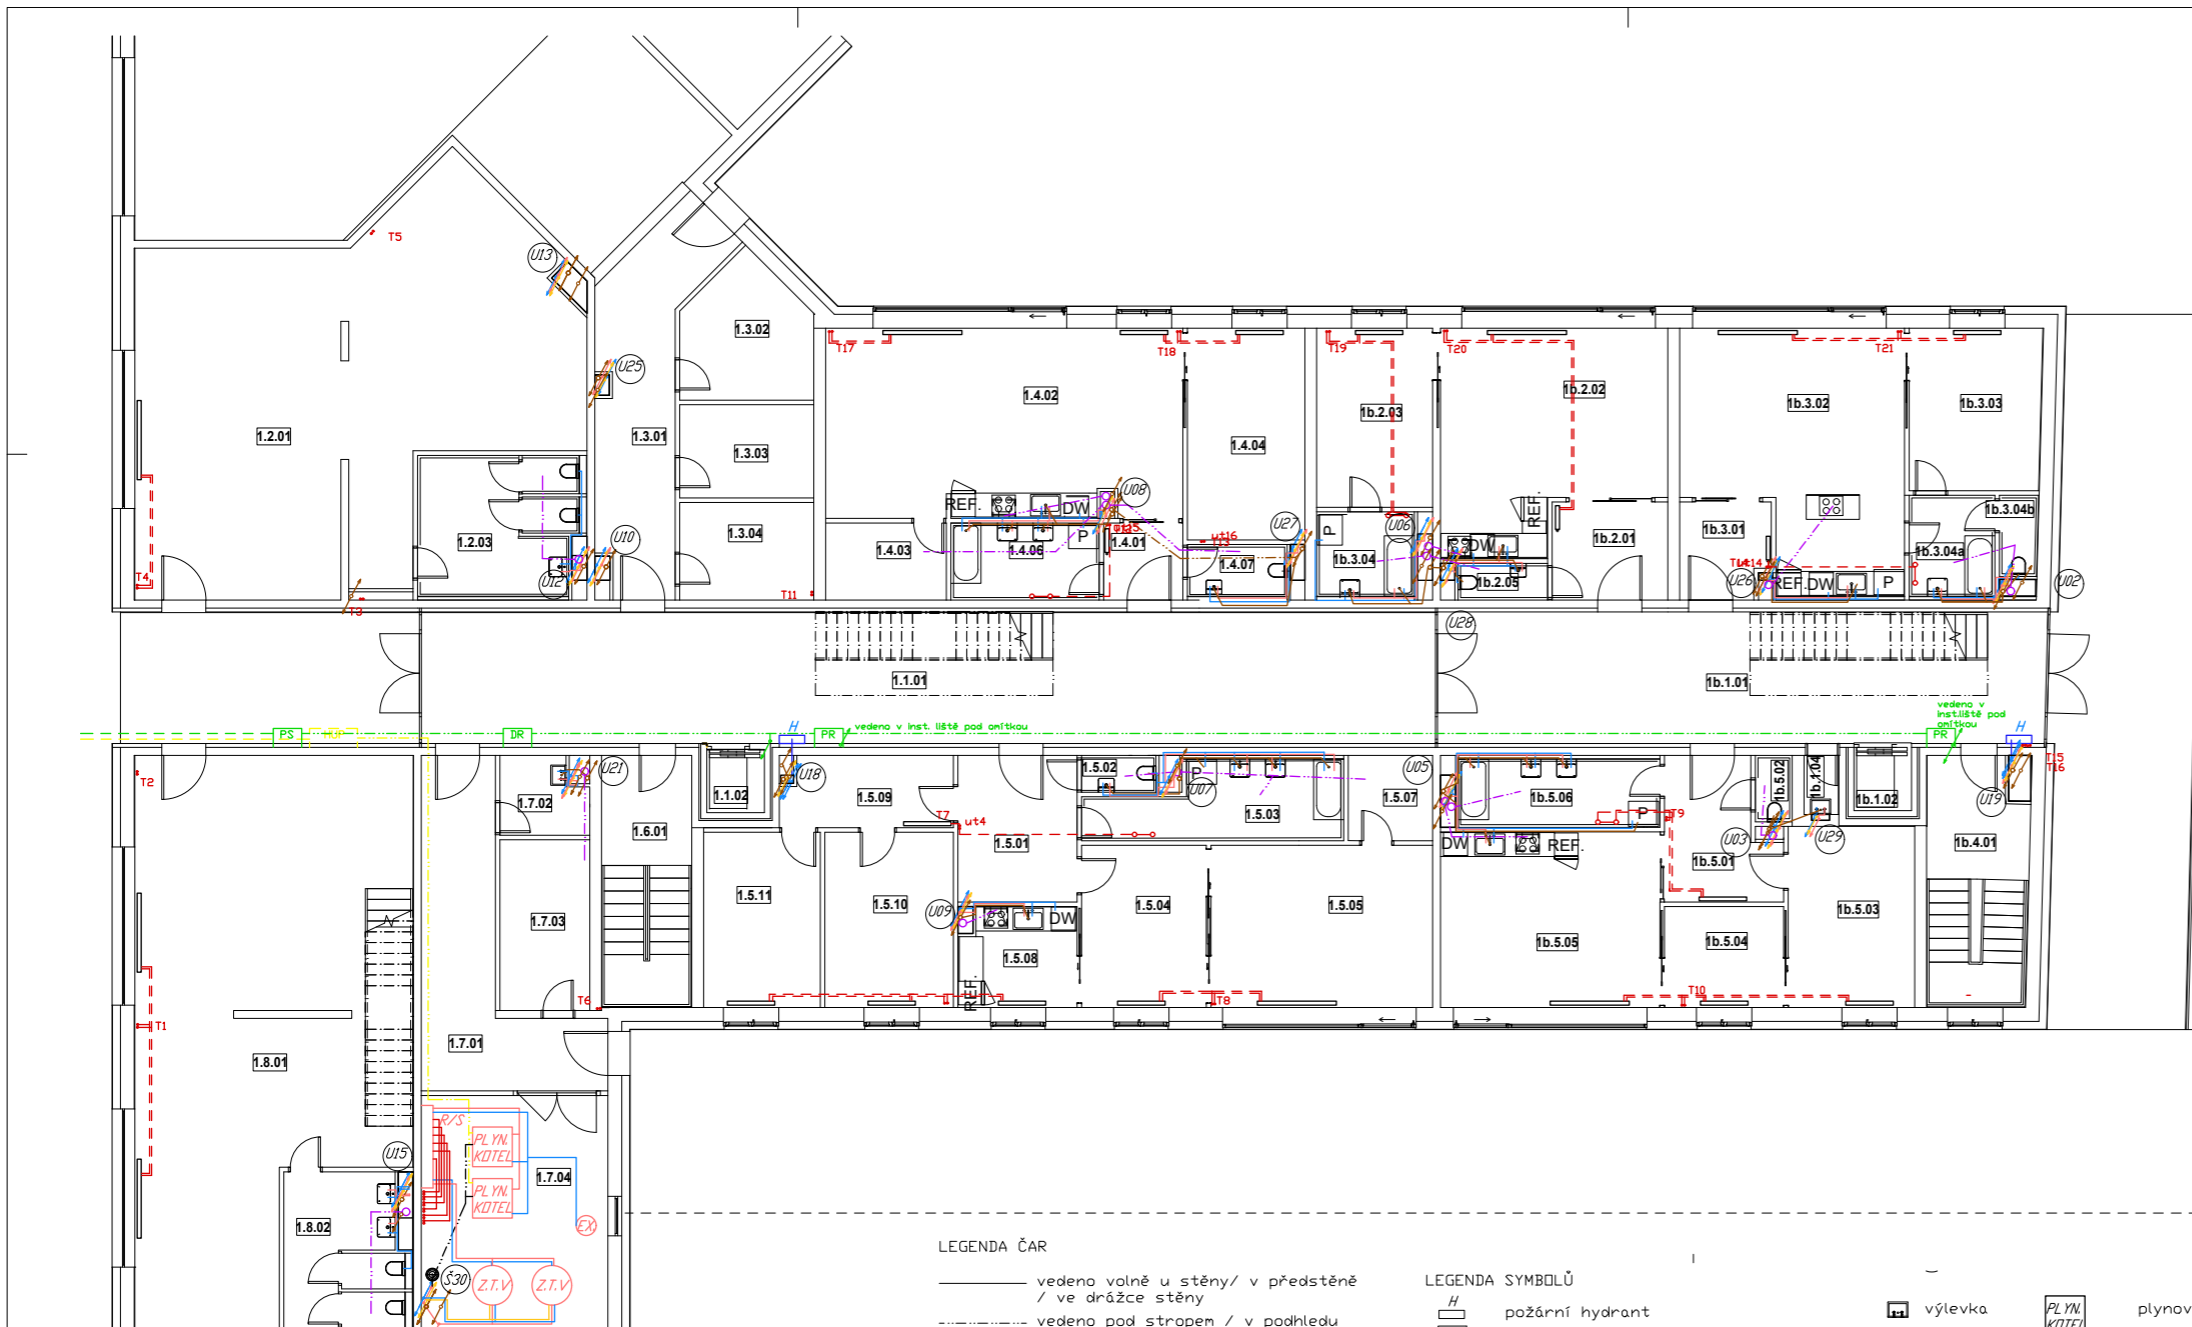 T5
U13
1.3.02
U25
T17
T18
T19
T20
T21
1.2.01
1.3.01
1.4.02
1b.2.03
1b.2.02
1b.3.02
1b.3.03
1.3.03
1.4.04
REF.
DW
U08
U27
U06
REF.
1.2.03
U10
1.3.04
1.4.03
1.4.06
P
1.4.01
ut16
T13
P
DW
1b.2.01
1b.3.01
1b.3.04b
T4
U12
T3
T11
1.4.07
1b.3.04
1b.2.05
U26
REF.
DW
P
1b.3.04a
U02
U28
1.1.01
1b.1.01
PS
DR
H
PR
vedeno v inst. liště pod omítkou
vedeno v
inst.liště pod
omítkou
PR
H
T2
1.7.02
U21
1.6.01
1.1.02
U18
1.5.09
1.5.02
P
U07
1.5.03
1.5.07
U05
1b.5.06
P
T9
1b.5.02
1b.1.04
1b.1.02
U19
T15
T16
T7
ut4
1.5.01
DW
REF.
U03
U29
1b.5.01
1b.4.01
1.7.03
1.5.11
1.5.10
U09
DW
1.5.04
1.5.05
1b.5.03
1.5.08
REF.
1b.5.05
1b.5.04
T6
T8
T10
T1
1.7.01
1.8.01
R/S
PLYN.
KOTEL
PLYN.
KOTEL
1.7.04
U15
1.8.02
EX.
Š30
Z.T.V
Z.T.V
LEGENDA ČAR
vedeno volně u stěny/ v předstěně
/ ve drážce stěny
vedeno pod stropem / v podhledu
LEGENDA SYMBOLŮ
H
požární hydrant
výlevka
PLYN.
KOTEL
plynov